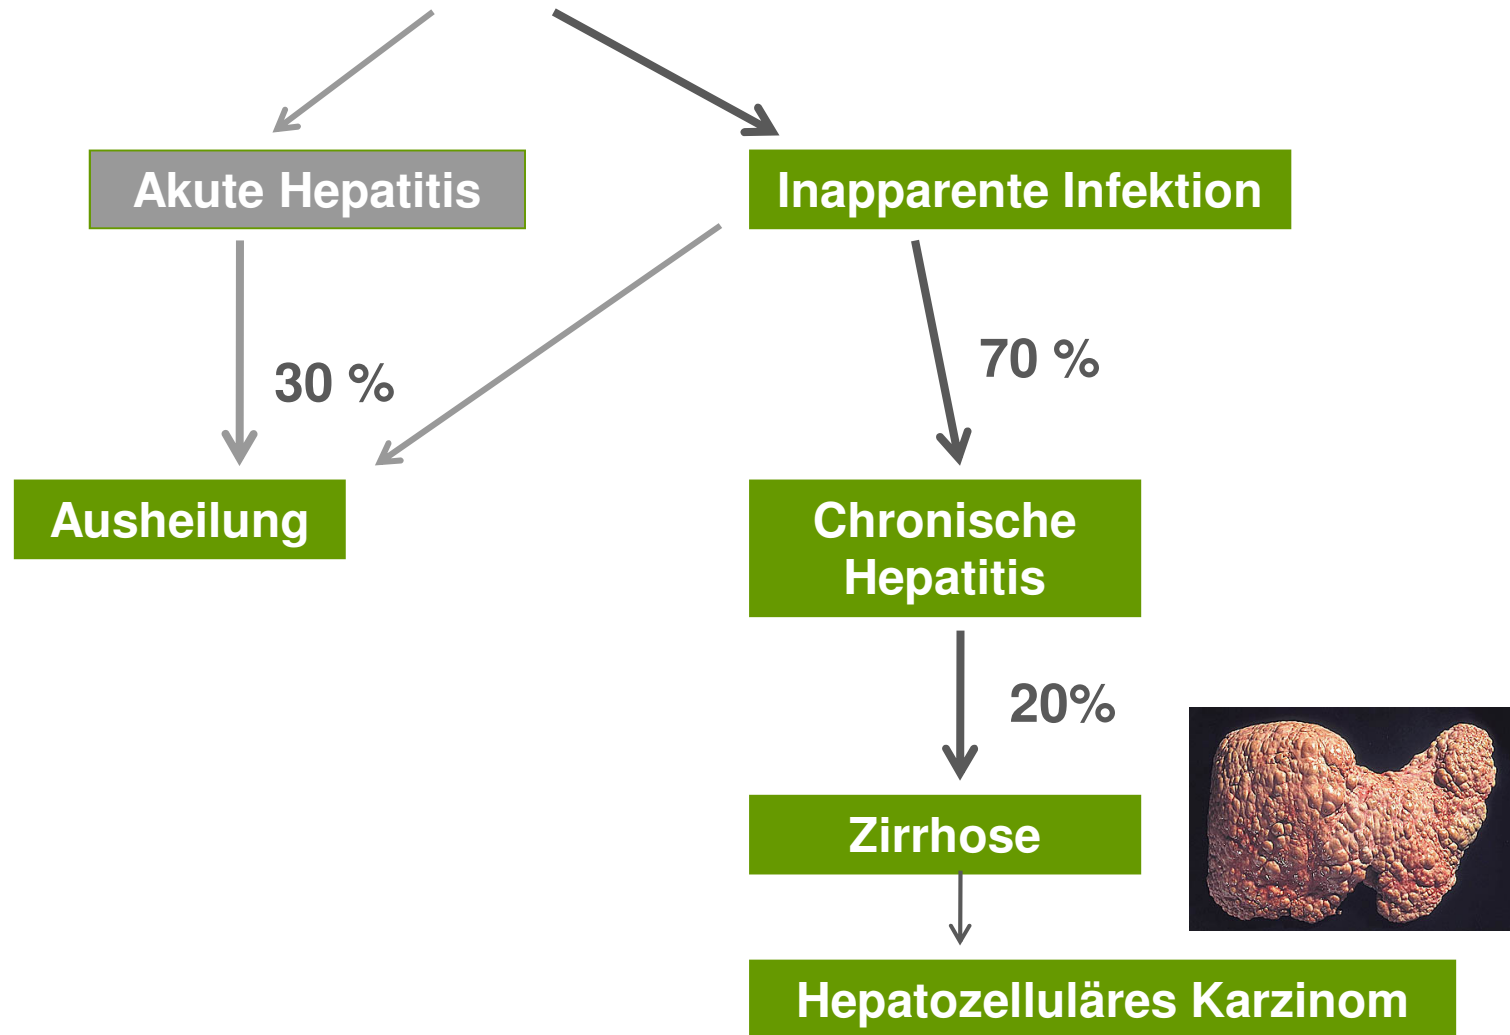 Akute Hepatitis
Inapparente Infektion
30 %
70 %
Ausheilung
Chronische
Hepatitis
20%
Zirrhose
Hepatozelluläres Karzinom